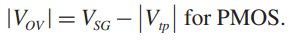 |V_OV| = V_SG − |V_tp| for PMOS.